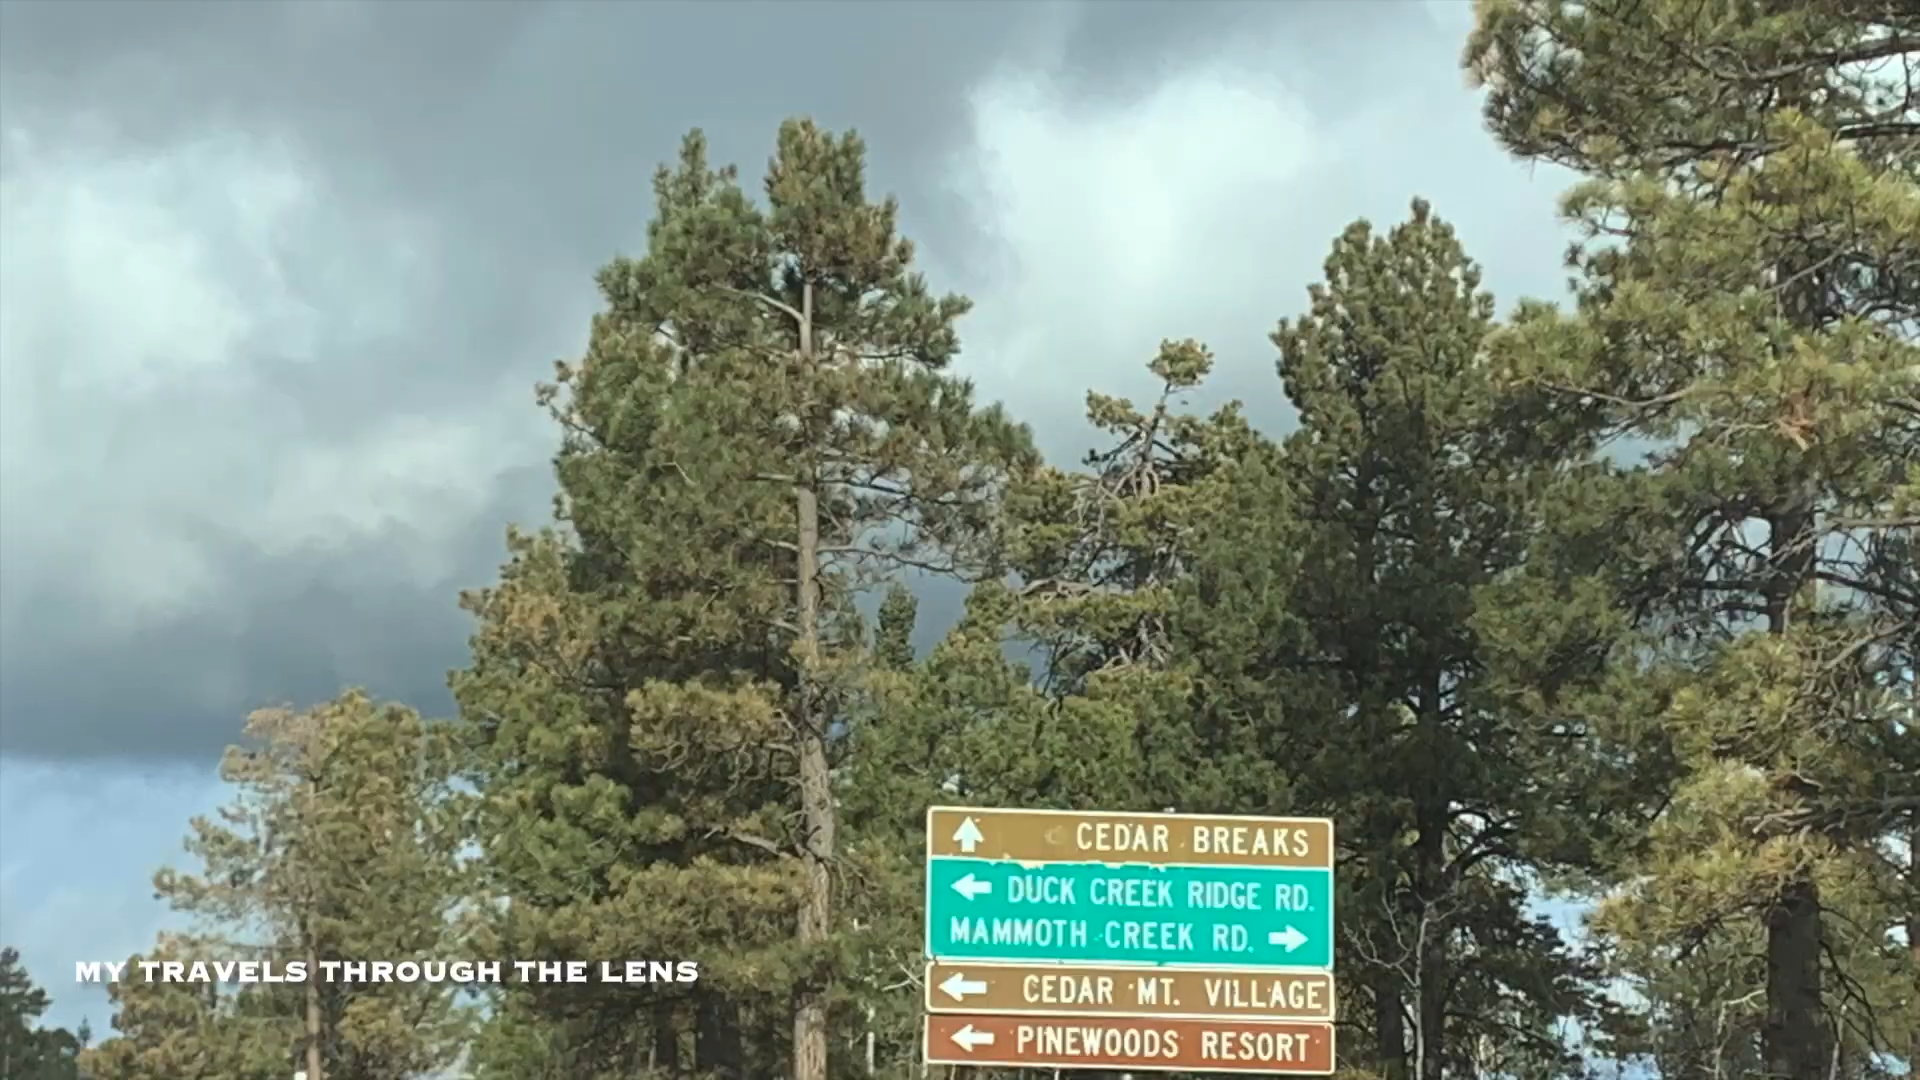 CEDAR BREAKS
DUCK CREEK RIDGE RD.
MAMMOTH CREEK RD.
CEDAR MT. VILLAGE
PINEWOODS RESORT
MY TRAVELS THROUGH THE LENS